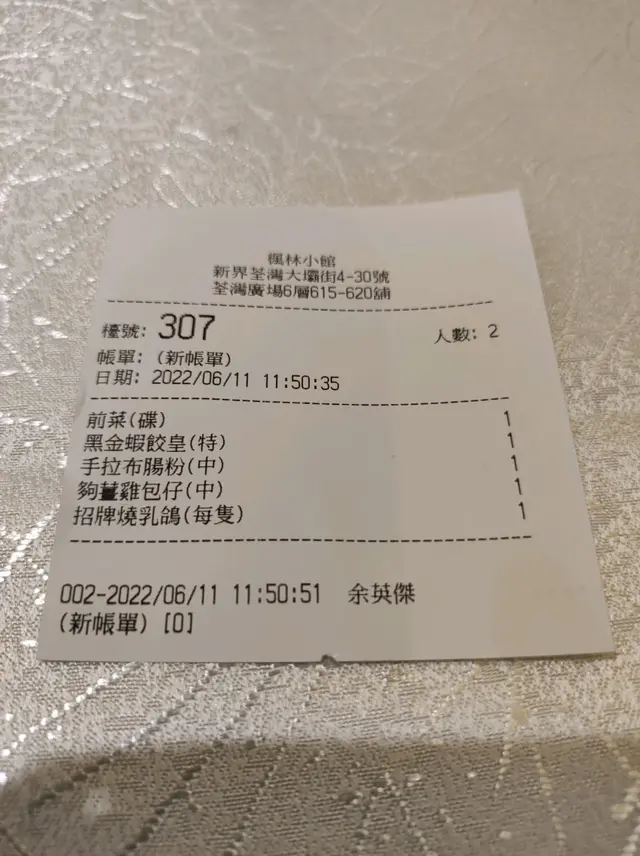 楓林小館
新界荃灣大壩街4-30號
荃灣廣場6層615-620舖
檯號: 307 人數: 2
帳單: (新帳單)
日期: 2022/06/11 11:50:35
前菜(碟) 1
黑金蝦餃皇(特) 1
手拉布腸粉(中) 1
夠薑雞包仔(中) 1
招牌燒乳鴿(每隻) 1
002-2022/06/11 11:50:51 余英傑
(新帳單) [0]